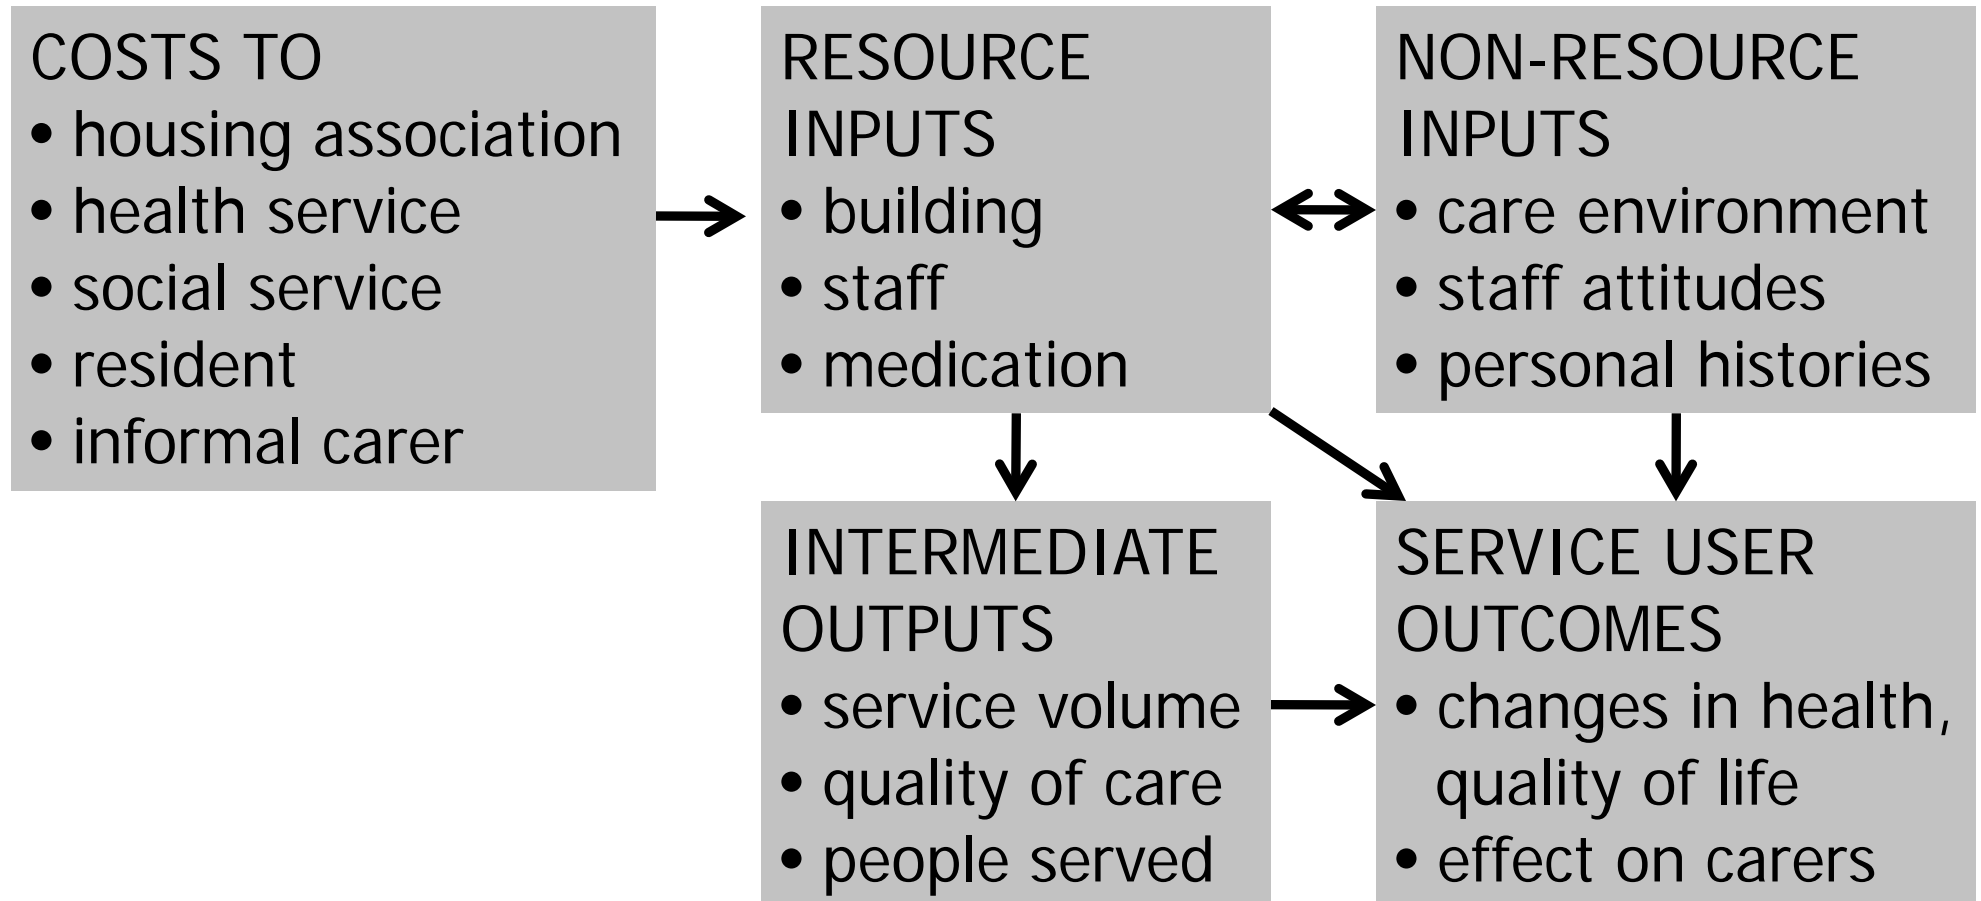 COSTS TO
• housing association
• health service
• social service
• resident
• informal carer
RESOURCE
INPUTS
• building
• staff
• medication
NON-RESOURCE
INPUTS
• care environment
• staff attitudes
• personal histories
INTERMEDIATE
OUTPUTS
• service volume
• quality of care
• people served
SERVICE USER
OUTCOMES
• changes in health,
quality of life
• effect on carers